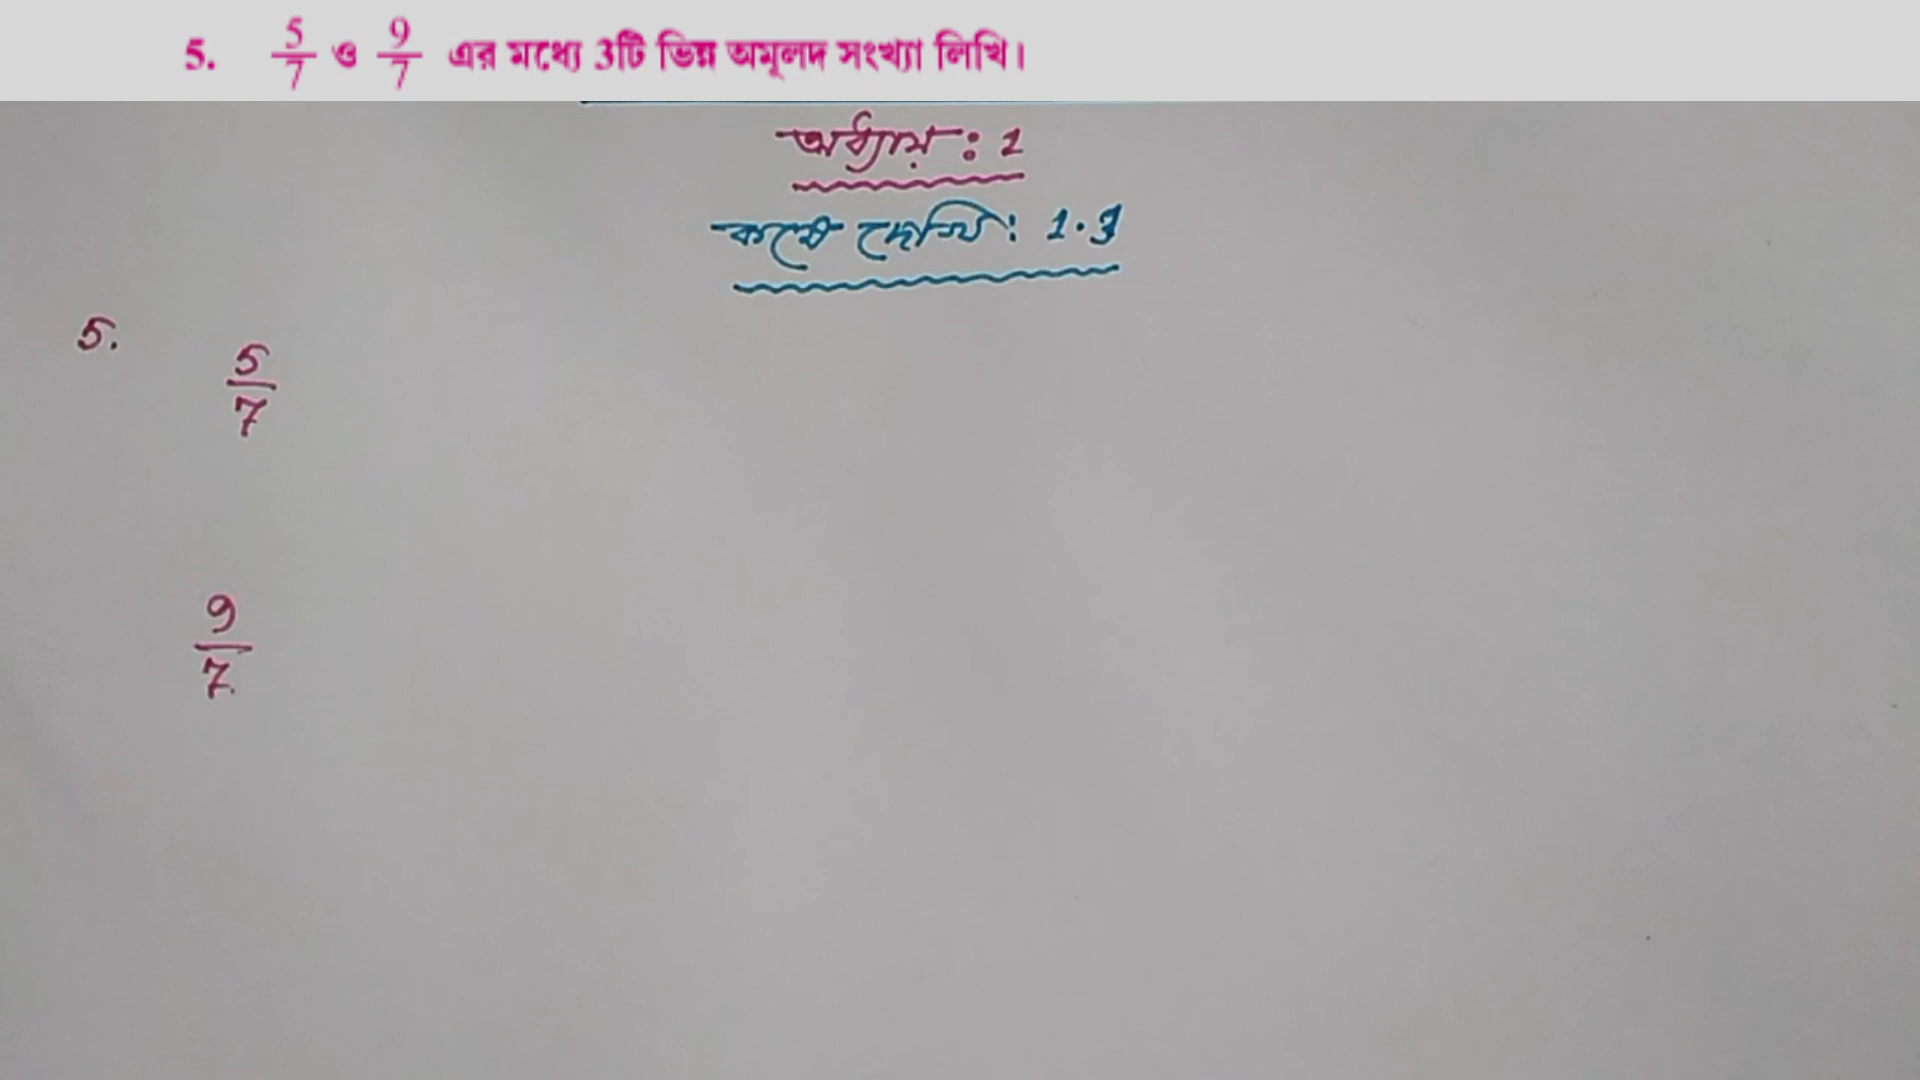 5. 5/7 ও 9/7 এর মধ্যে 3টি ভিন্ন অমূলদ সংখ্যা লিখি।
অধ্যায় : 1
কষে দেখি : 1.3
5. 5/7
9/7